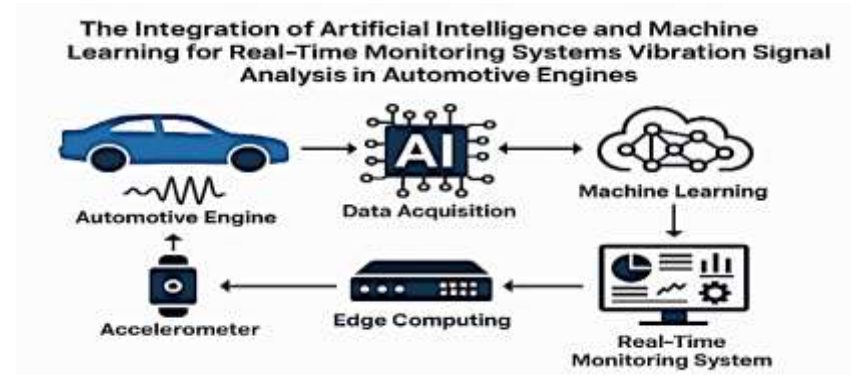 The Integration of Artificial Intelligence and Machine
Learning for Real-Time Monitoring Systems Vibration Signal
Analysis in Automotive Engines
AI
Automotive Engine
Data Acquisition
Machine Learning
Accelerometer
Edge Computing
Real-Time
Monitoring System